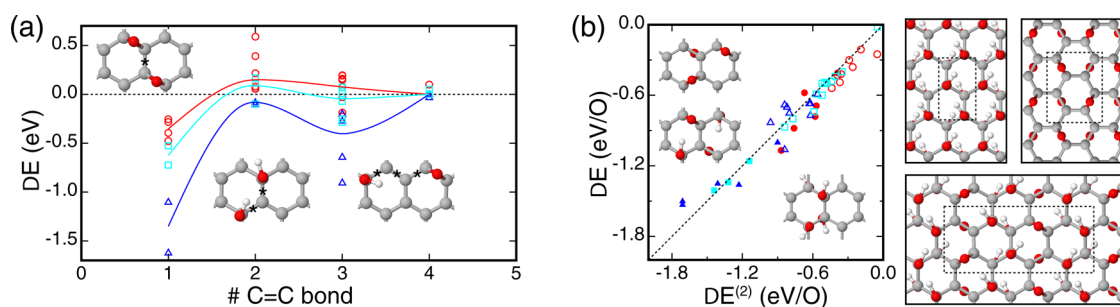 (a)
0.5
0.0
-0.5
-1.0
-1.5
DE (eV)
0 1 2 3 4 5
# C=C bond
* * * * * *
(b)
0.0
-0.6
-1.2
-1.8
DE (eV/O)
-1.8 -1.2 -0.6 0.0
DE(2) (eV/O)